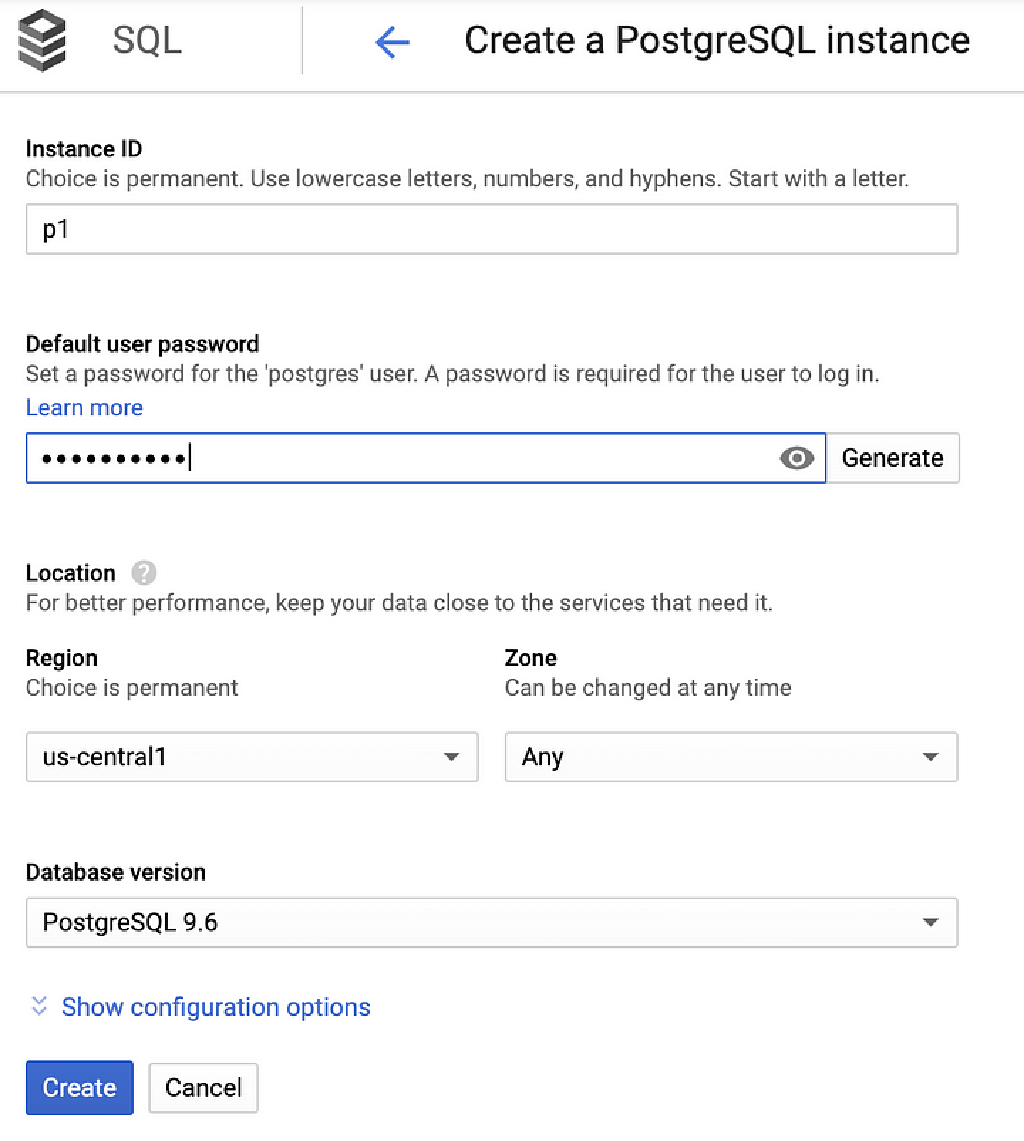 SQL
Create a PostgreSQL instance
Instance ID
Choice is permanent. Use lowercase letters, numbers, and hyphens. Start with a letter.
p1
Default user password
Set a password for the 'postgres' user. A password is required for the user to log in.
Learn more
••••••••••
Generate
Location ?
For better performance, keep your data close to the services that need it.
Region
Choice is permanent
Zone
Can be changed at any time
us-central1
Any
Database version
PostgreSQL 9.6
Show configuration options
Create
Cancel